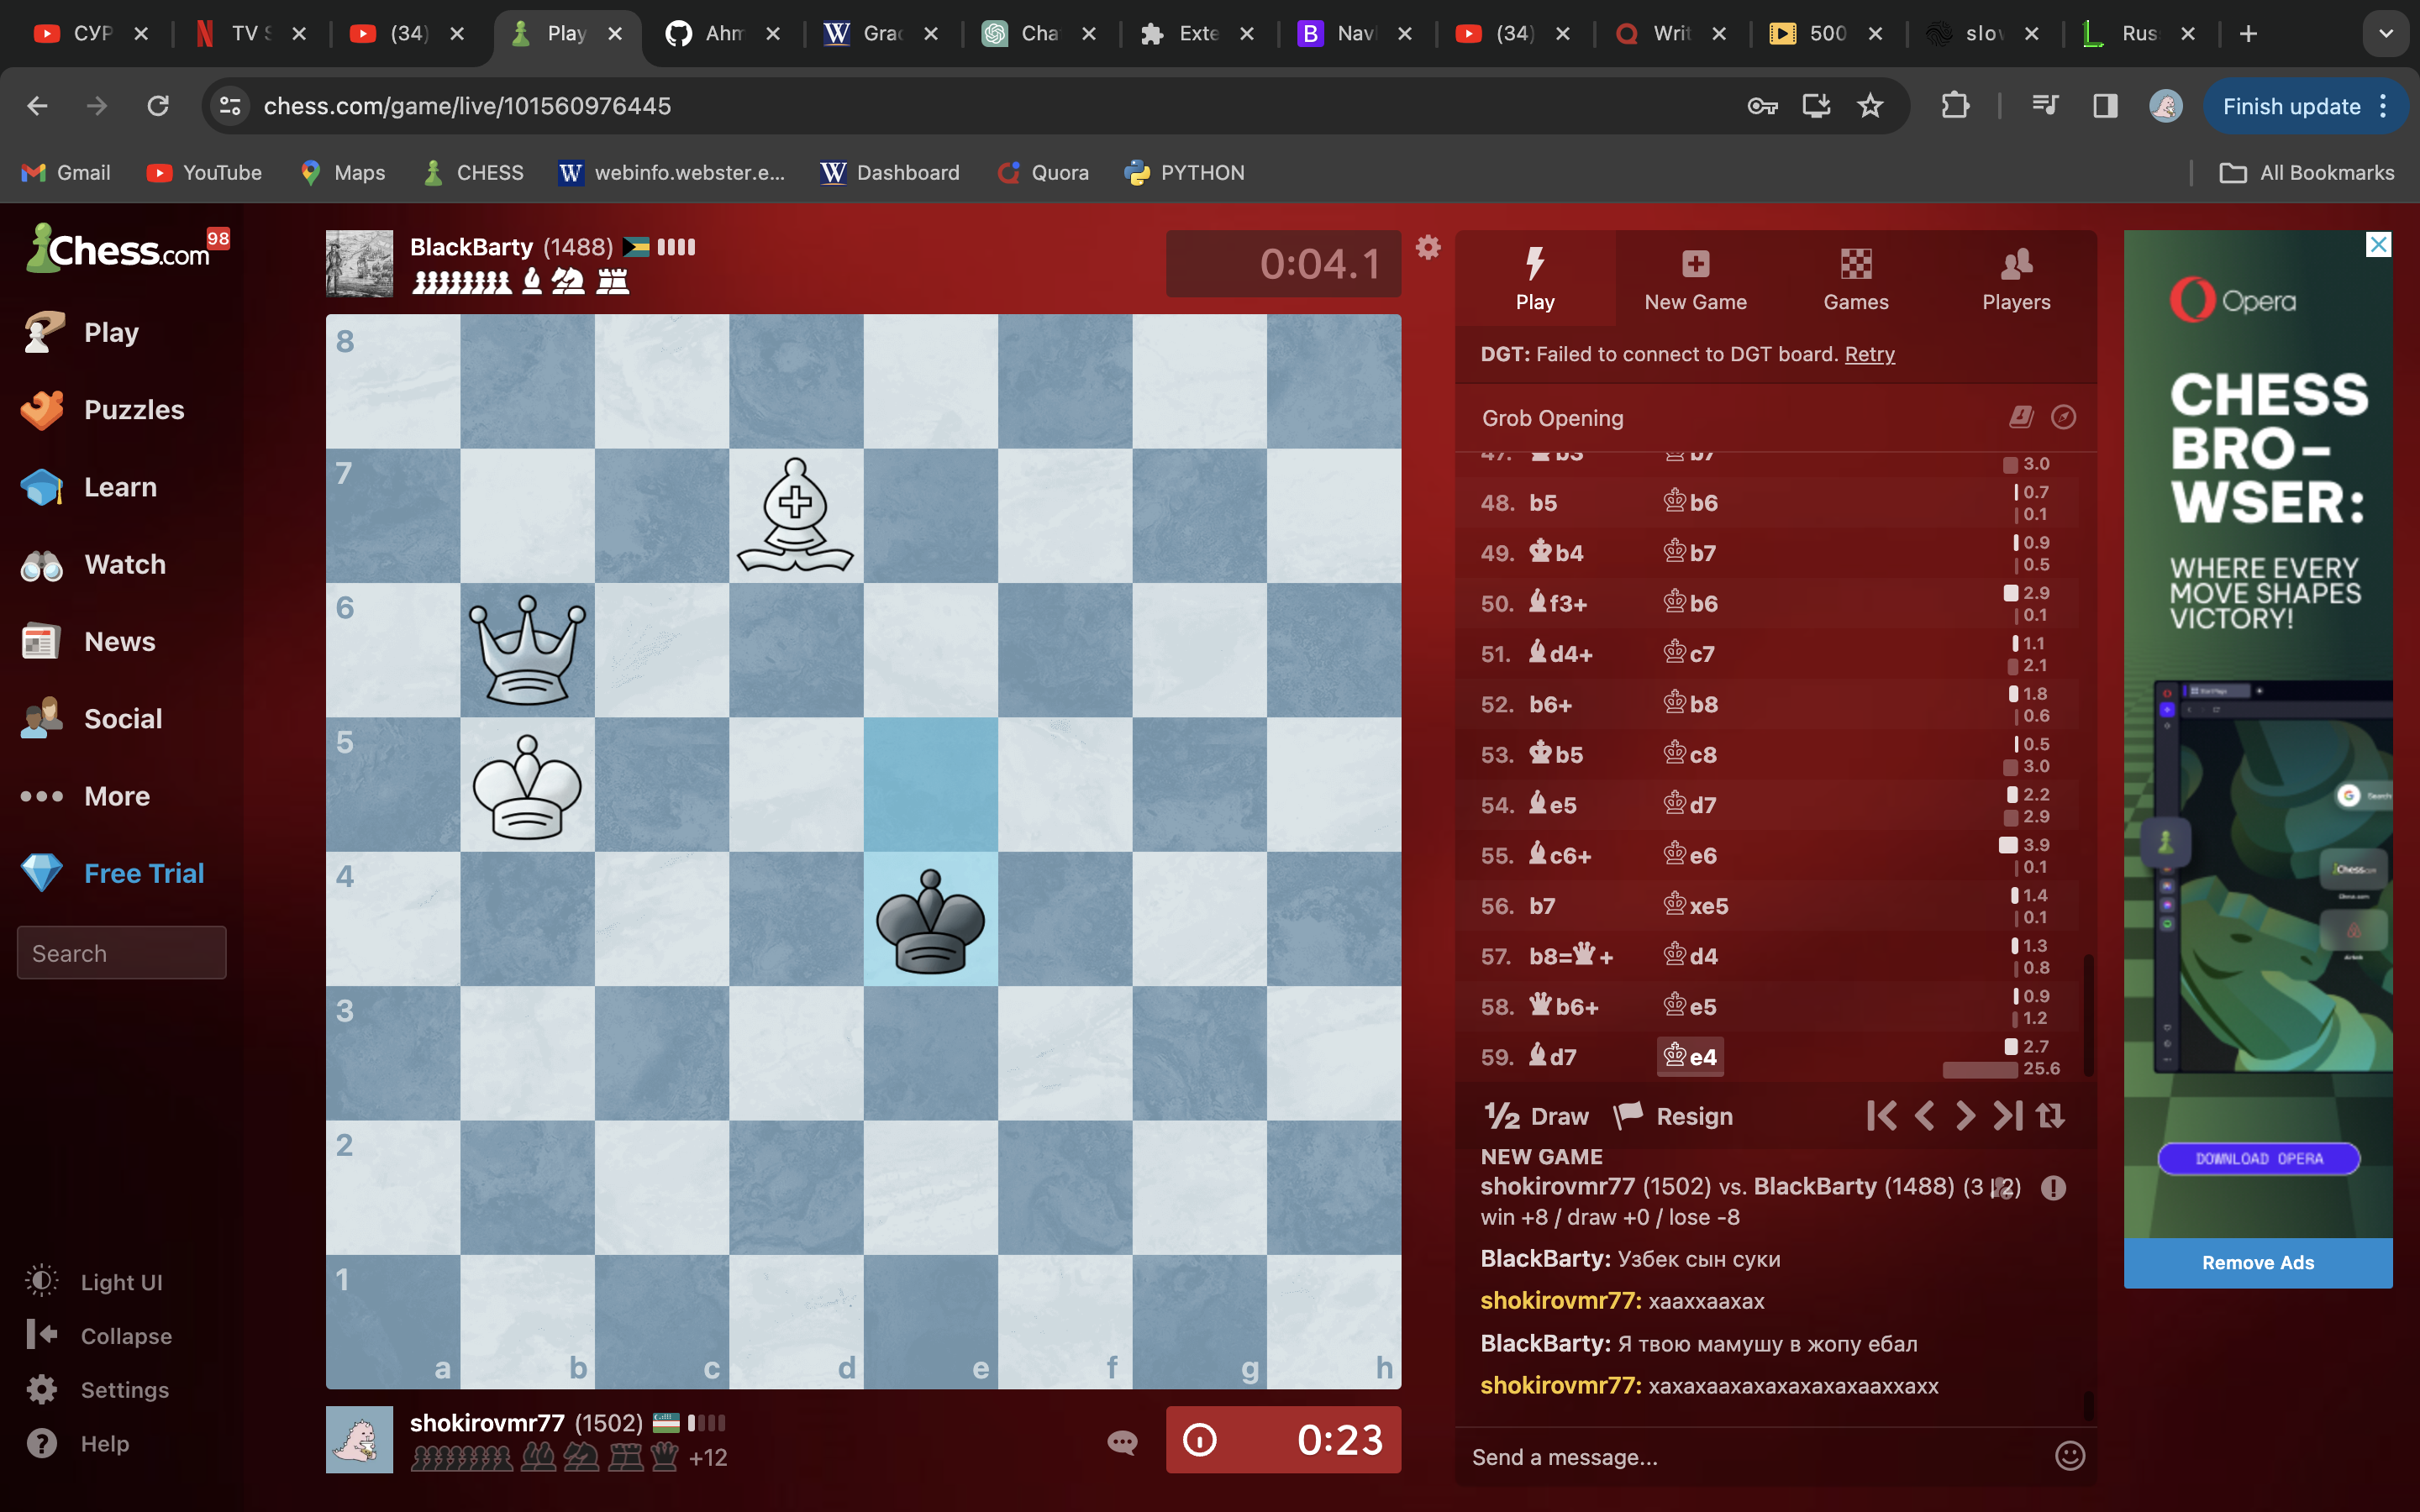 СУР
TV S
(34)
Play
Ahm
Grac
Cha
Exte
Nav
(34)
Writ
500
slov
Rus
chess.com/game/live/101560976445
Finish update
Gmail
YouTube
Maps
CHESS
webinfo.webster.e...
Dashboard
Quora
PYTHON
All Bookmarks
Chess.com
98
Play
Puzzles
Learn
Watch
News
Social
More
Free Trial
Search
Light UI
Collapse
Settings
Help
BlackBarty (1488)
0:04.1
8
7
6
5
4
3
2
1
a b c d e f g h
shokirovmr77 (1502)
+12
0:23
Play
New Game
Games
Players
DGT: Failed to connect to DGT board. Retry
Grob Opening
47. b3 b7 3.0
48. b5 b6 0.7 0.1
49. b4 b7 0.9 0.5
50. f3+ b6 2.9 0.1
51. d4+ c7 1.1 2.1
52. b6+ b8 1.8 0.6
53. b5 c8 0.5 3.0
54. e5 d7 2.2 2.9
55. c6+ e6 3.9 0.1
56. b7 xe5 1.4 0.1
57. b8=+ d4 1.3 0.8
58. b6+ e5 0.9 1.2
59. d7 e4 2.7 25.6
½ Draw Resign
NEW GAME
shokirovmr77 (1502) vs. BlackBarty (1488) (3 | 2)
win +8 / draw +0 / lose -8
BlackBarty: Узбек сын суки
shokirovmr77: хааххаахах
BlackBarty: Я твою мамушу в жопу ебал
shokirovmr77: хахахаахахахахахааххахх
Send a message...
Opera
CHESS
BRO–
WSER:
WHERE EVERY
MOVE SHAPES
VICTORY!
DOWNLOAD OPERA
Remove Ads